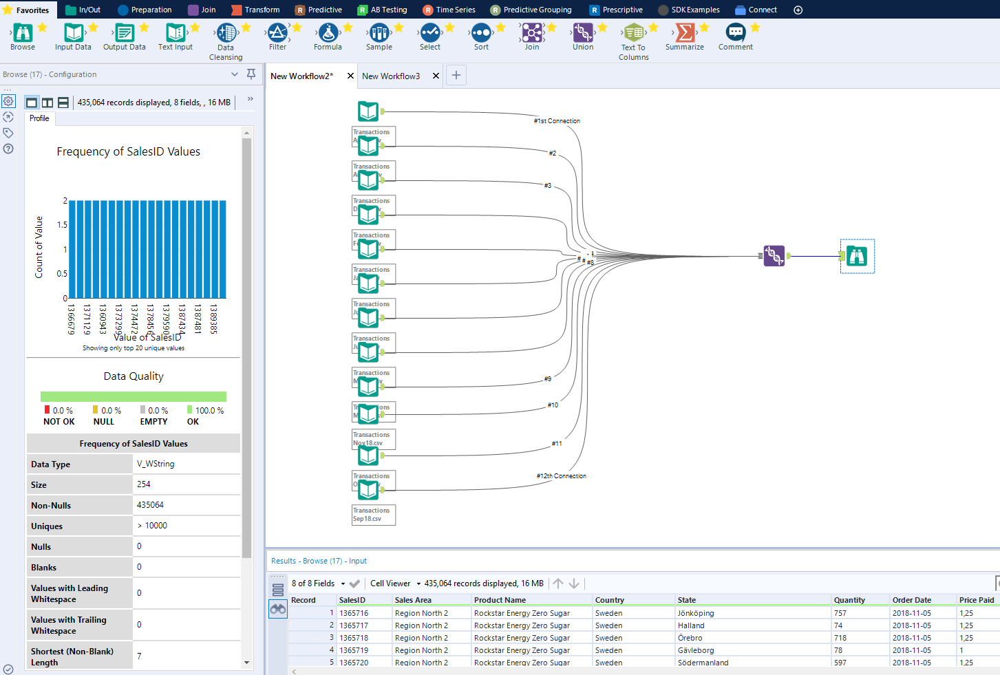 Favorites In/Out Preparation Join Transform Predictive AB Testing Time Series Predictive Grouping Prescriptive SDK Examples Connect
Browse Input Data Output Data Text Input Data Cleansing Filter Formula Sample Select Sort Join Union Text To Columns Summarize Comment
Browse (17) - Configuration
435,064 records displayed, 8 fields, , 16 MB
Profile
Frequency of SalesID Values
Count of Value
2
1.5
1
0.5
0
1366679 1371129 1360943 1373299 1374472 1378456 1379590 1387434 1387481 1389385
Value of SalesID
Showing only top 20 unique values
Data Quality
0.0 % 0.0 % 0.0 % 100.0 %
NOT OK NULL EMPTY OK
Frequency of SalesID Values
Data Type V_WString
Size 254
Non-Nulls 435064
Uniques > 10000
Nulls 0
Blanks 0
Values with Leading Whitespace 0
Values with Trailing Whitespace 0
Shortest (Non-Blank) Length 7
New Workflow2* New Workflow3
#1st Connection
Transactions
#2
Transactions
#3
Transactions
Transactions
#8
Transactions
Transactions
Transactions
#9
Transactions
#10
Transactions
Nov18.csv
#11
Transactions
#12th Connection
Transactions
Sep18.csv
Results - Browse (17) - Input
8 of 8 Fields Cell Viewer 435,064 records displayed, 16 MB
Record SalesID Sales Area Product Name Country State Quantity Order Date Price Paid
1 1365716 Region North 2 Rockstar Energy Zero Sugar Sweden Jönköping 757 2018-11-05 1,25
2 1365717 Region North 2 Rockstar Energy Zero Sugar Sweden Halland 74 2018-11-05 1,25
3 1365718 Region North 2 Rockstar Energy Zero Sugar Sweden Örebro 718 2018-11-05 1,25
4 1365719 Region North 2 Rockstar Energy Zero Sugar Sweden Gävleborg 78 2018-11-05 1
5 1365720 Region North 2 Rockstar Energy Zero Sugar Sweden Södermanland 597 2018-11-05 1,25